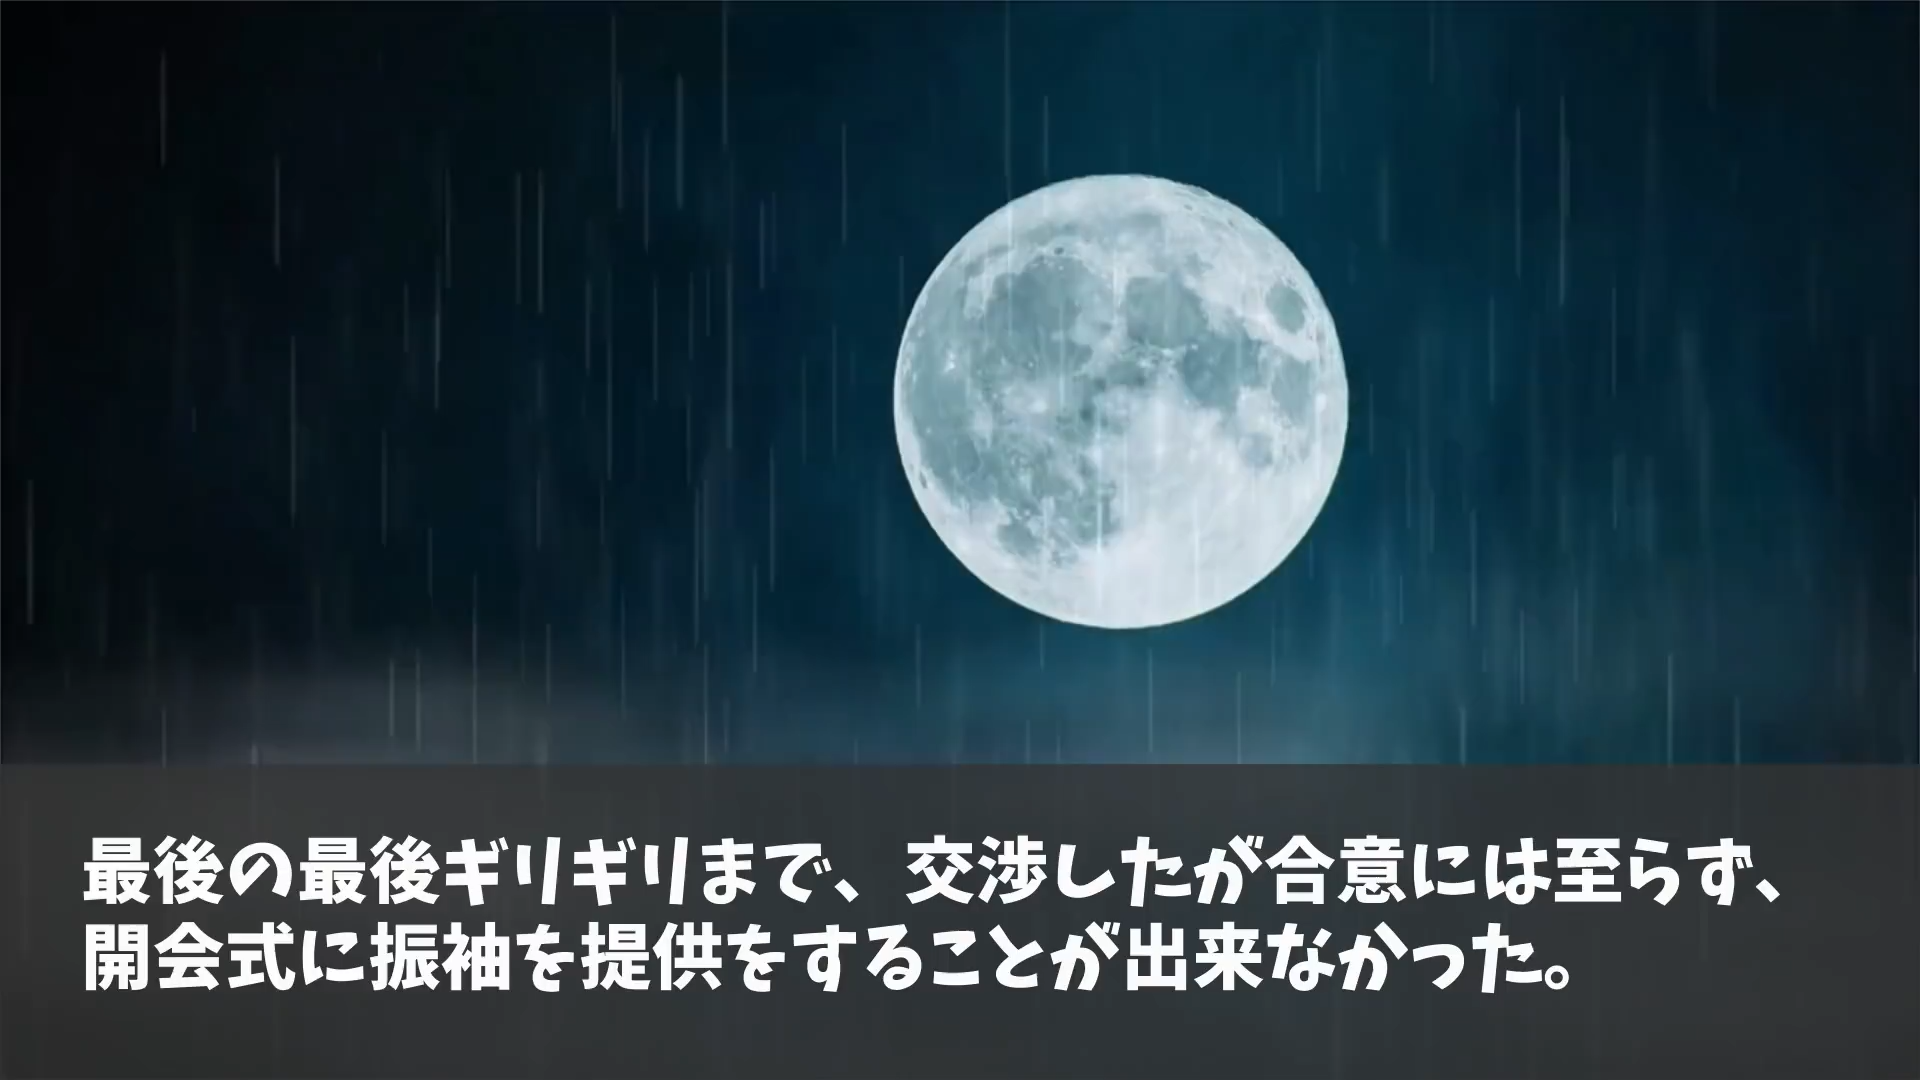 最後の最後ギリギリまで、交渉したが合意には至らず、
開会式に振袖を提供をすることが出来なかった。